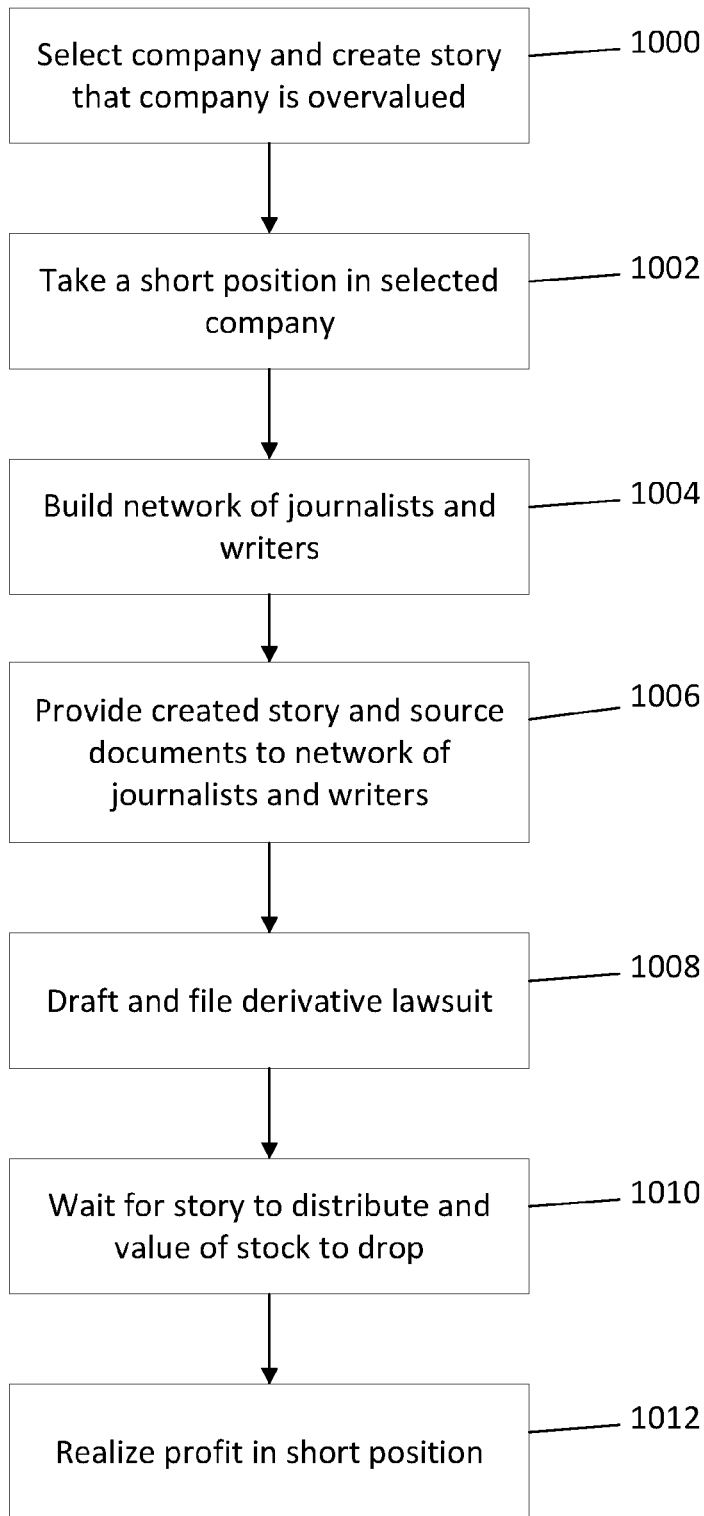 Select company and create story
that company is overvalued
1000
Take a short position in selected
company
1002
Build network of journalists and
writers
1004
Provide created story and source
documents to network of
journalists and writers
1006
Draft and file derivative lawsuit
1008
Wait for story to distribute and
value of stock to drop
1010
Realize profit in short position
1012